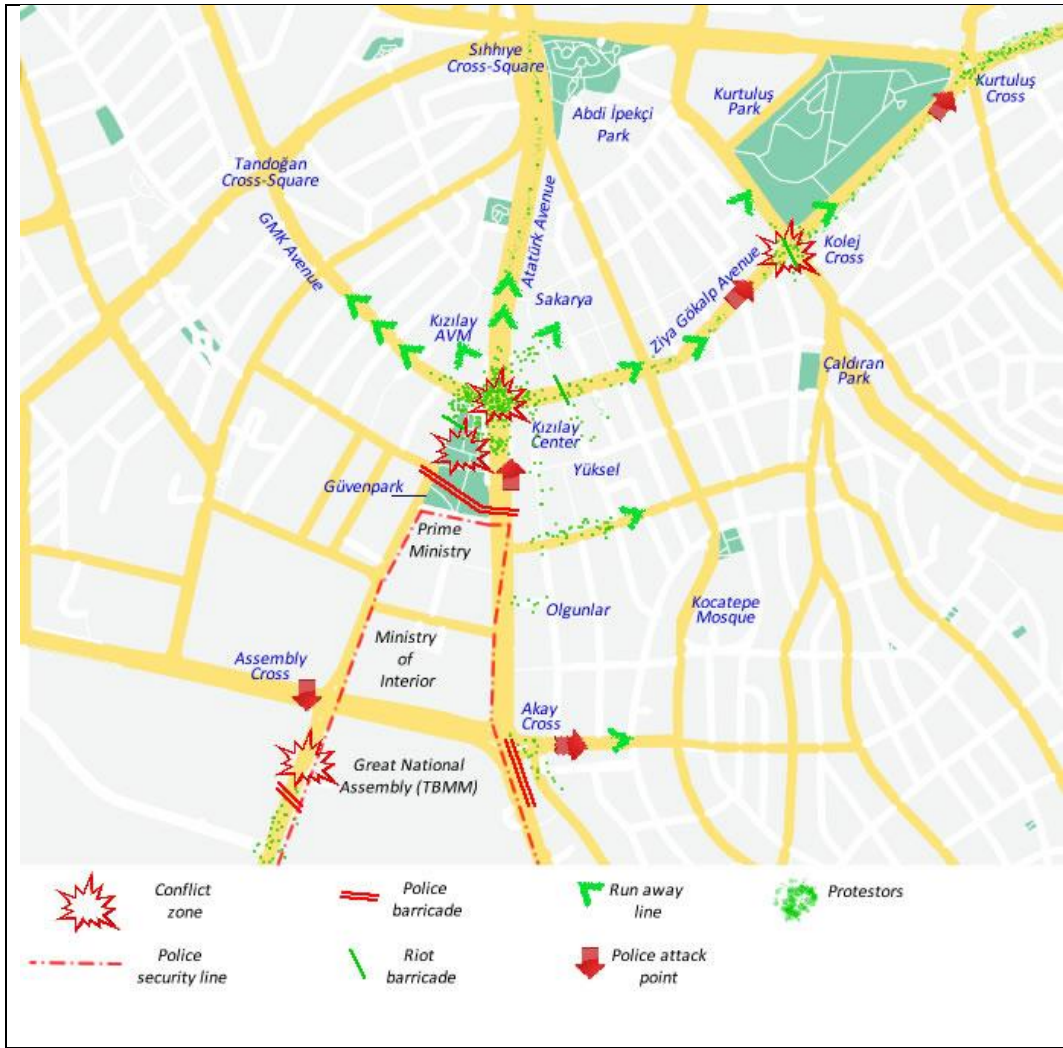 Sıhhıye
Cross-Square
Kurtuluş
Cross
Kurtuluş
Park
Abdi İpekçi
Park
Tandoğan
Cross-Square
GMK Avenue
Atatürk Avenue
Kolej
Cross
Sakarya
Ziya Gökalp Avenue
Kızılay
AVM
Çaldıran
Park
Kızılay
Center
Yüksel
Güvenpark
Prime
Ministry
Olgunlar
Kocatepe
Mosque
Ministry
of
Interior
Assembly
Cross
Akay
Cross
Great National
Assembly (TBMM)
Conflict
zone
Police
barricade
Run away
line
Protestors
Police
security line
Riot
barricade
Police attack
point